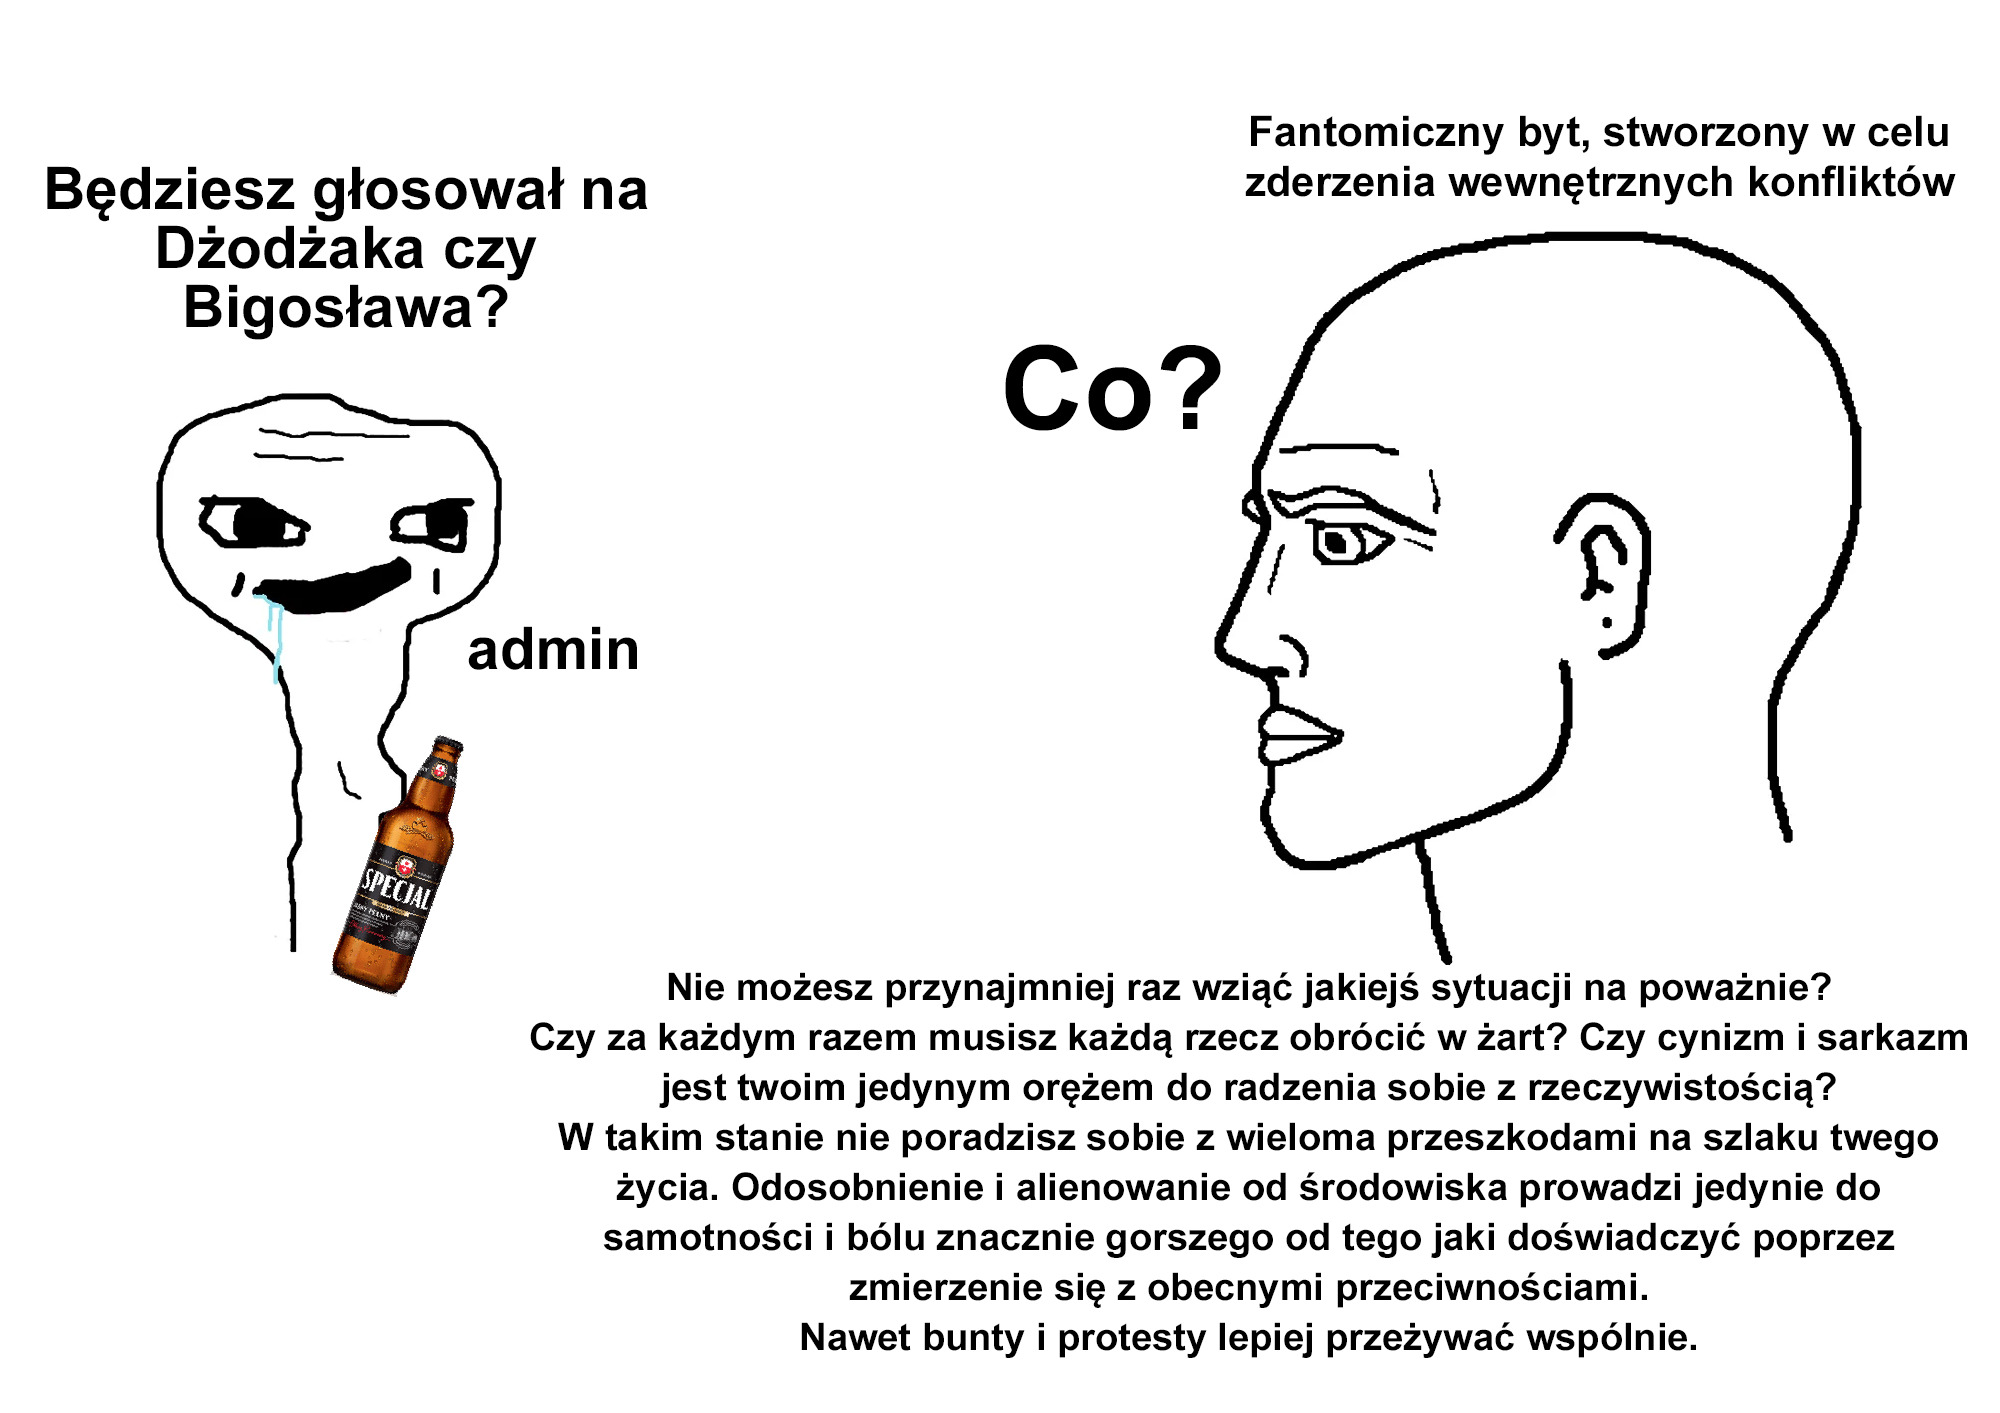 Będziesz głosował na
Dżodżaka czy
Bigosława?
admin
SPECJAL
Fantomiczny byt, stworzony w celu
zderzenia wewnętrznych konfliktów
Co?
Nie możesz przynajmniej raz wziąć jakiejś sytuacji na poważnie?
Czy za każdym razem musisz każdą rzecz obrócić w żart? Czy cynizm i sarkazm
jest twoim jedynym orężem do radzenia sobie z rzeczywistością?
W takim stanie nie poradzisz sobie z wieloma przeszkodami na szlaku twego
życia. Odosobnienie i alienowanie od środowiska prowadzi jedynie do
samotności i bólu znacznie gorszego od tego jaki doświadczyć poprzez
zmierzenie się z obecnymi przeciwnościami.
Nawet bunty i protesty lepiej przeżywać wspólnie.